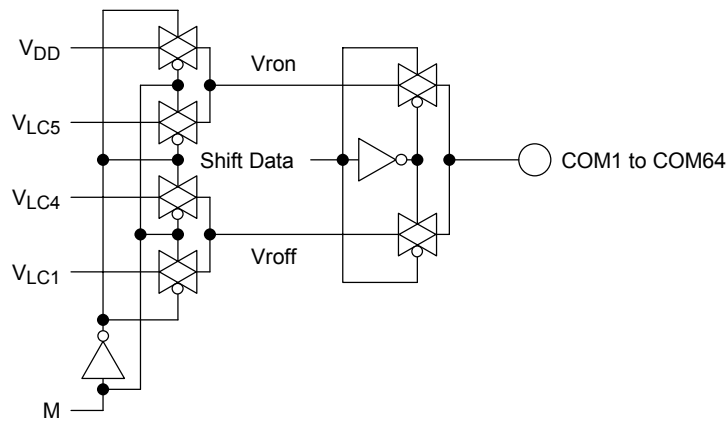 V_DD
Vron
V_LC5
Shift Data
COM1 to COM64
V_LC4
Vroff
V_LC1
M